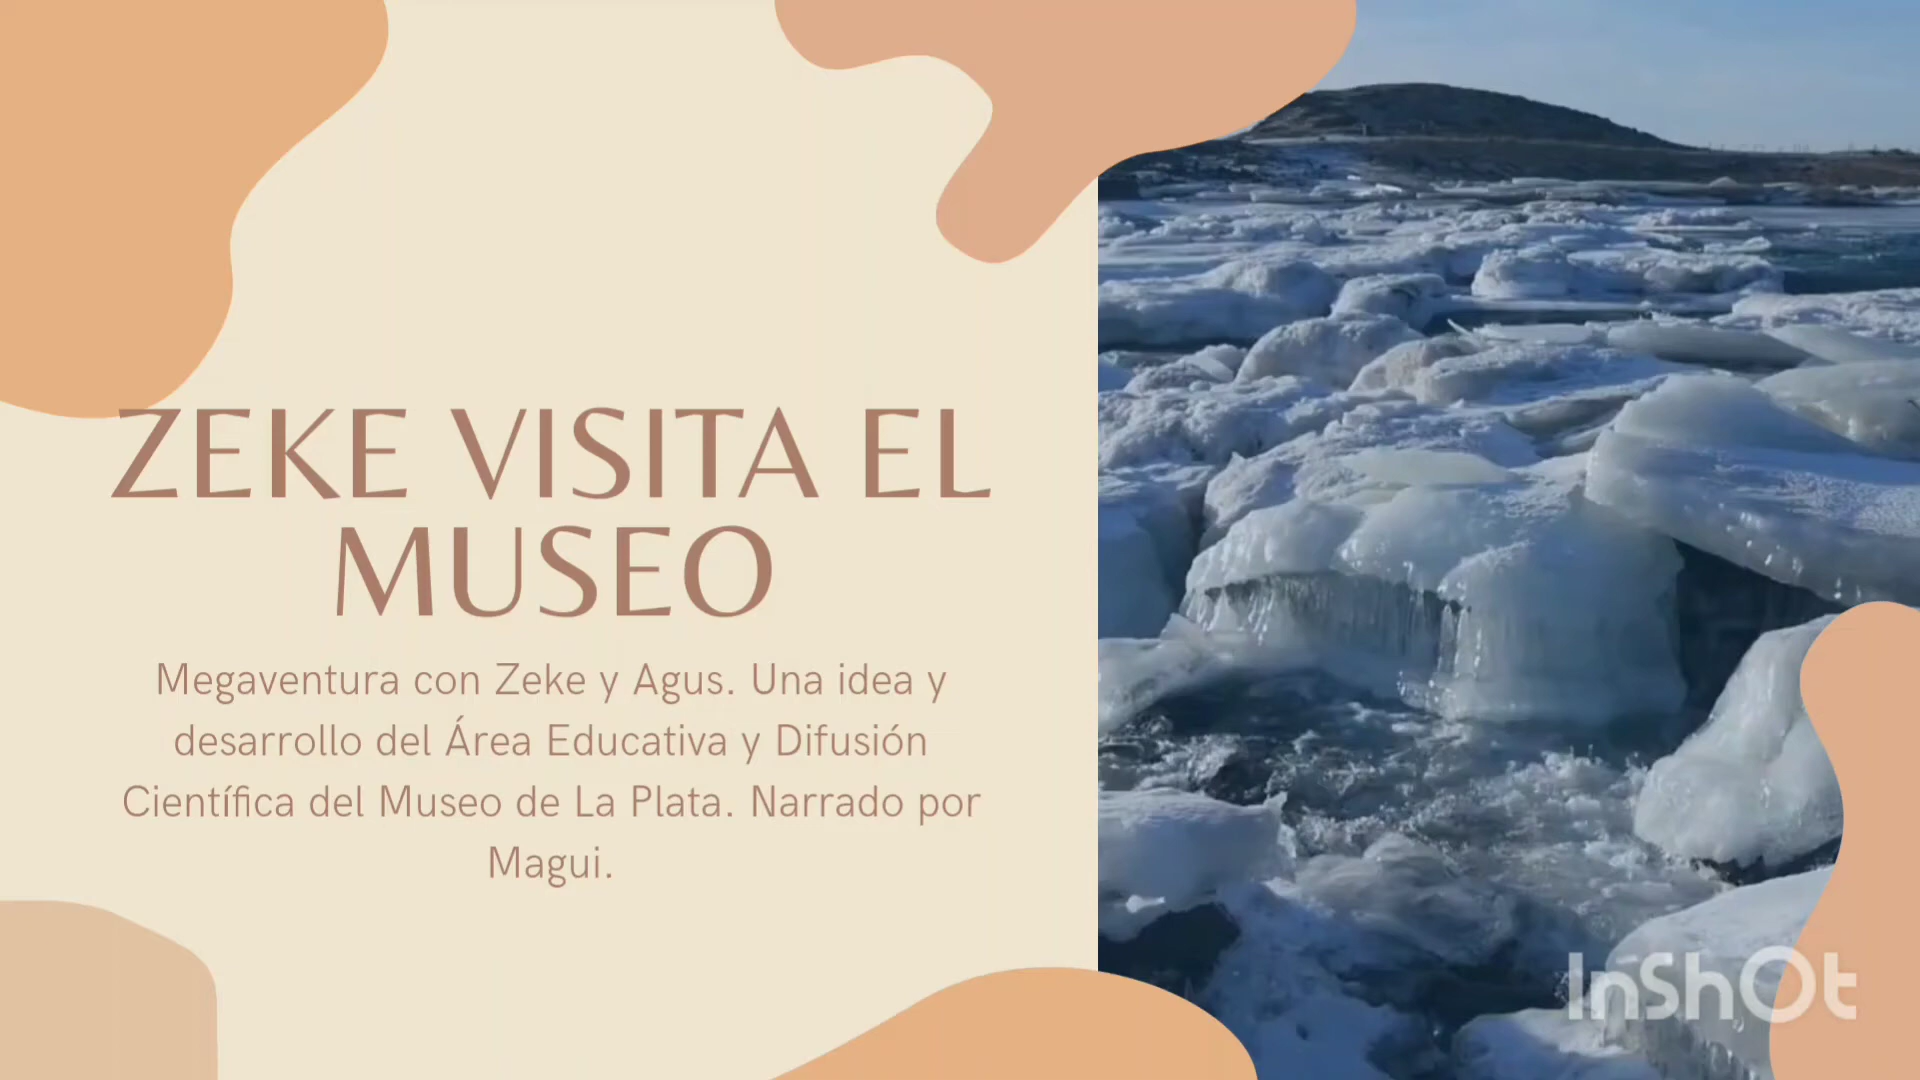 ZEKE VISITA EL
MUSEO
Megaventura con Zeke y Agus. Una idea y
desarrollo del Área Educativa y Difusión
Científica del Museo de La Plata. Narrado por
Magui.
InShOt